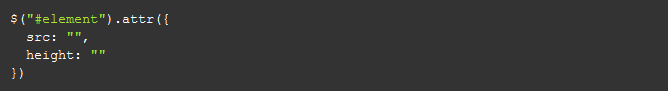 $("#element").attr({
  src: "",
  height: ""
})